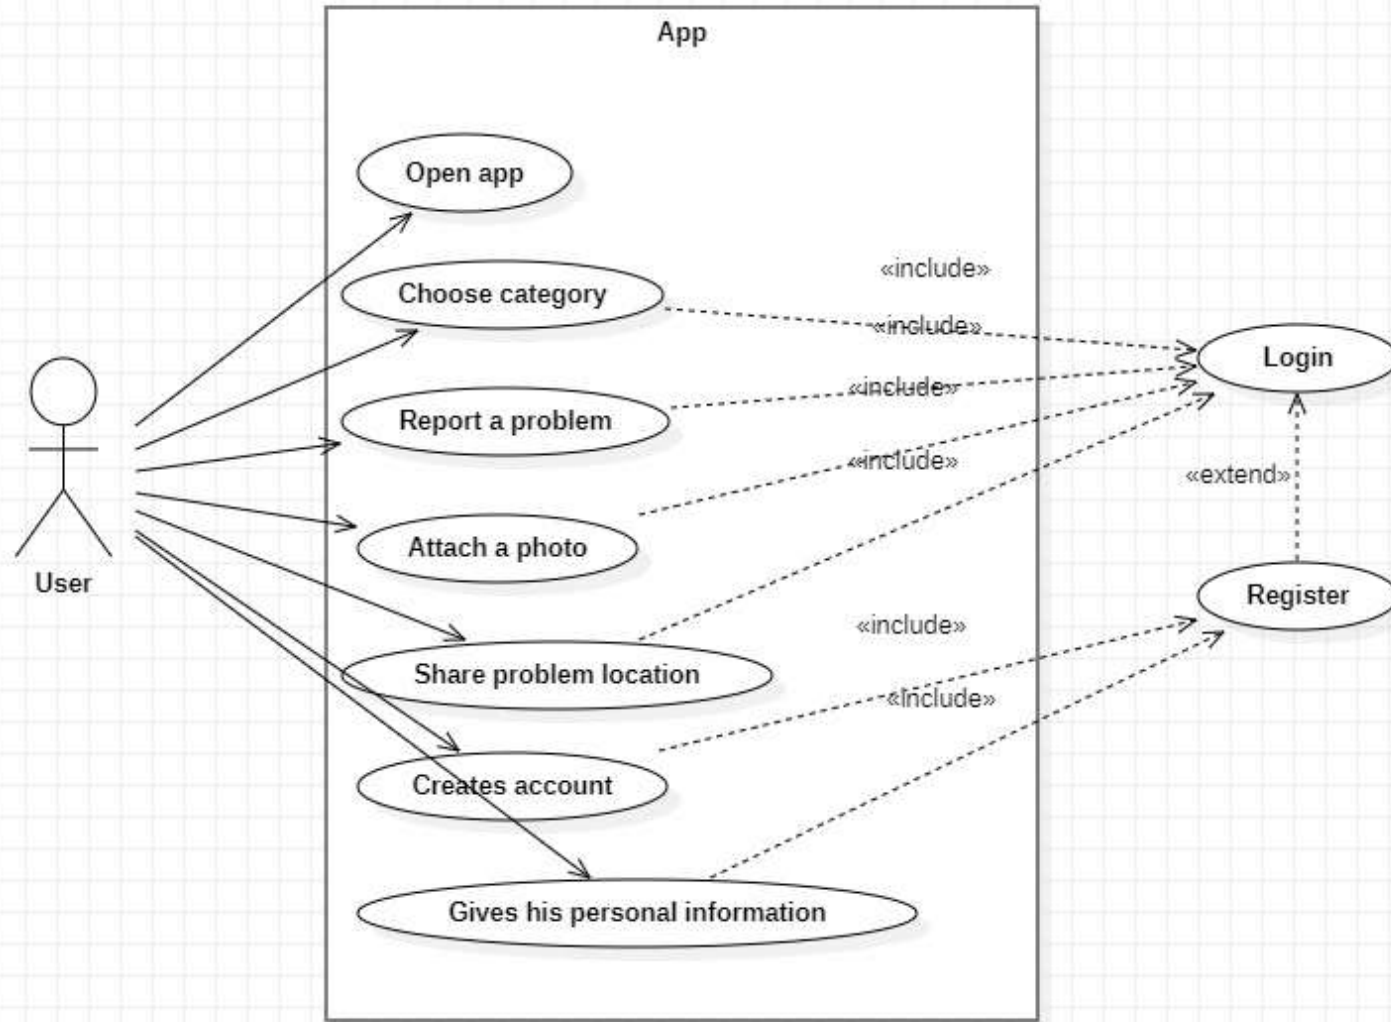 App
Open app
Choose category
«include»
«include»
Login
Report a problem
«include»
«include»
«extend»
Attach a photo
User
Register
«include»
Share problem location
«include»
Creates account
Gives his personal information